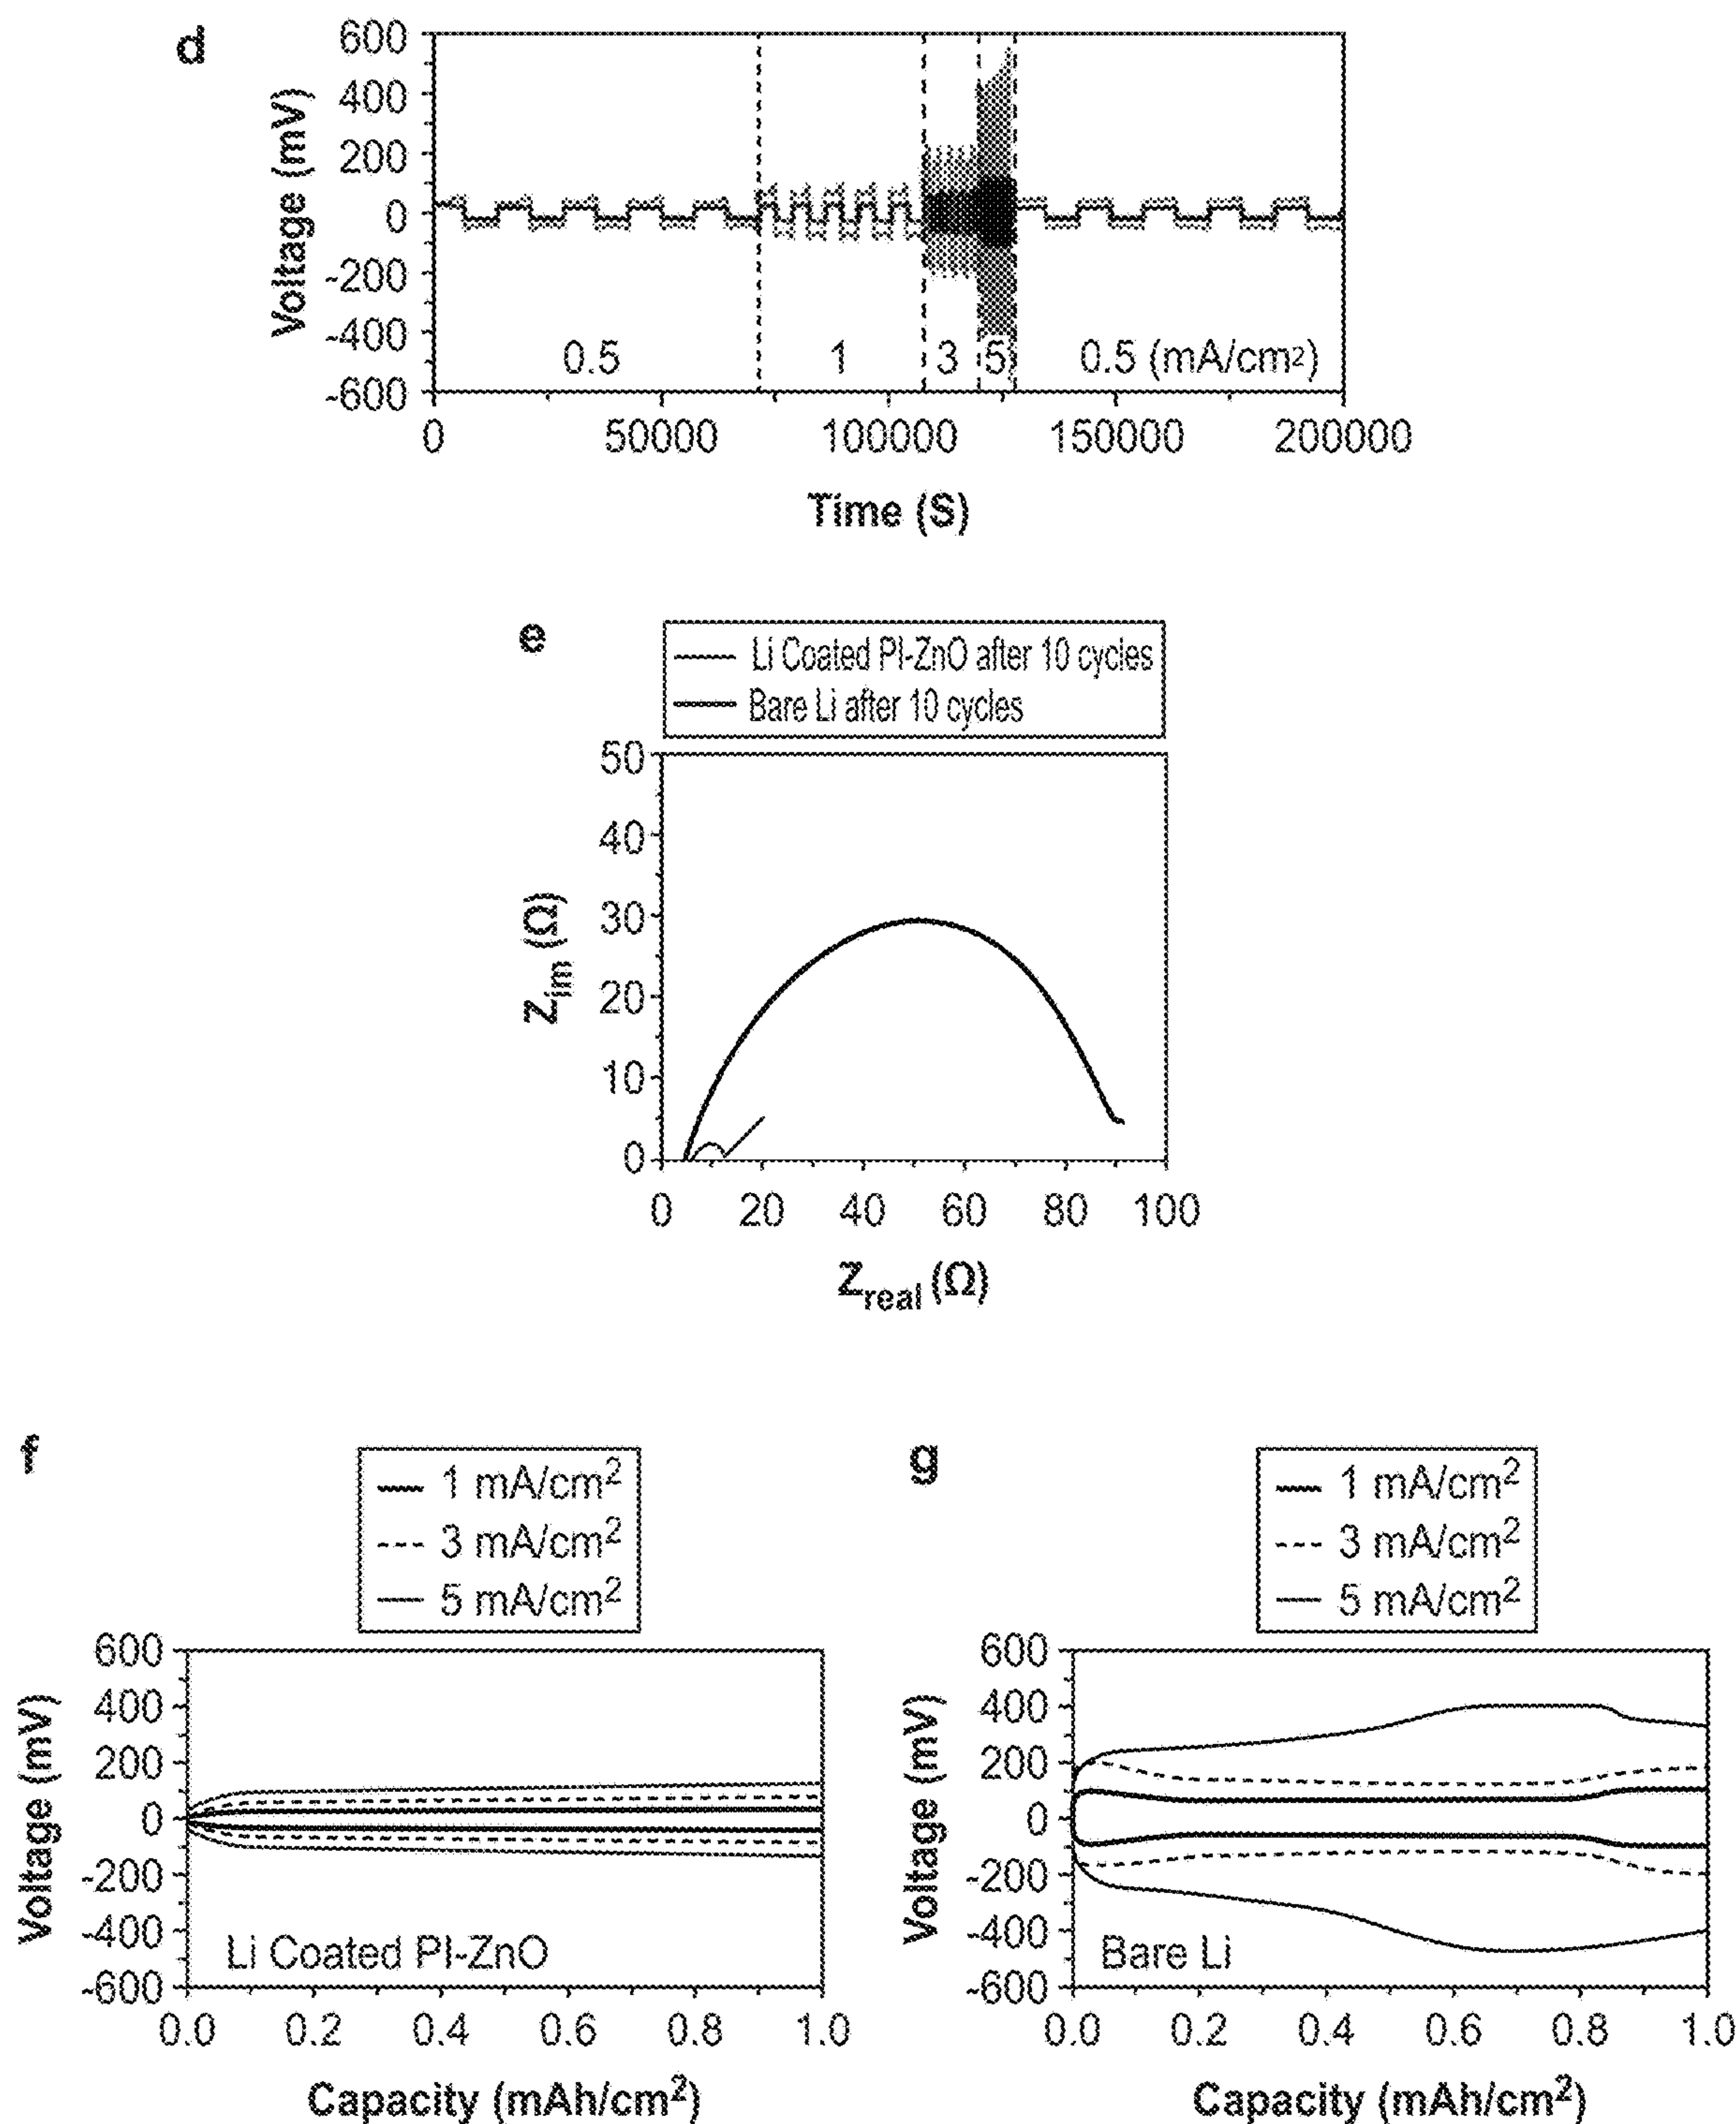 d
600
400
200
0
-200
-400
-600
Voltage (mV)
0.5
1
3
5
0.5 (mA/cm²)
0
50000
100000
150000
200000
Time (S)
e
Li Coated PI-ZnO after 10 cycles
Bare Li after 10 cycles
50
40
30
20
10
0
Zim (Ω)
0
20
40
60
80
100
Zreal (Ω)
f
1 mA/cm²
3 mA/cm²
5 mA/cm²
600
400
200
0
-200
-400
-600
Voltage (mV)
Li Coated PI-ZnO
0.0
0.2
0.4
0.6
0.8
1.0
Capacity (mAh/cm²)
g
1 mA/cm²
3 mA/cm²
5 mA/cm²
600
400
200
0
-200
-400
-600
Voltage (mV)
Bare Li
0.0
0.2
0.4
0.6
0.8
1.0
Capacity (mAh/cm²)